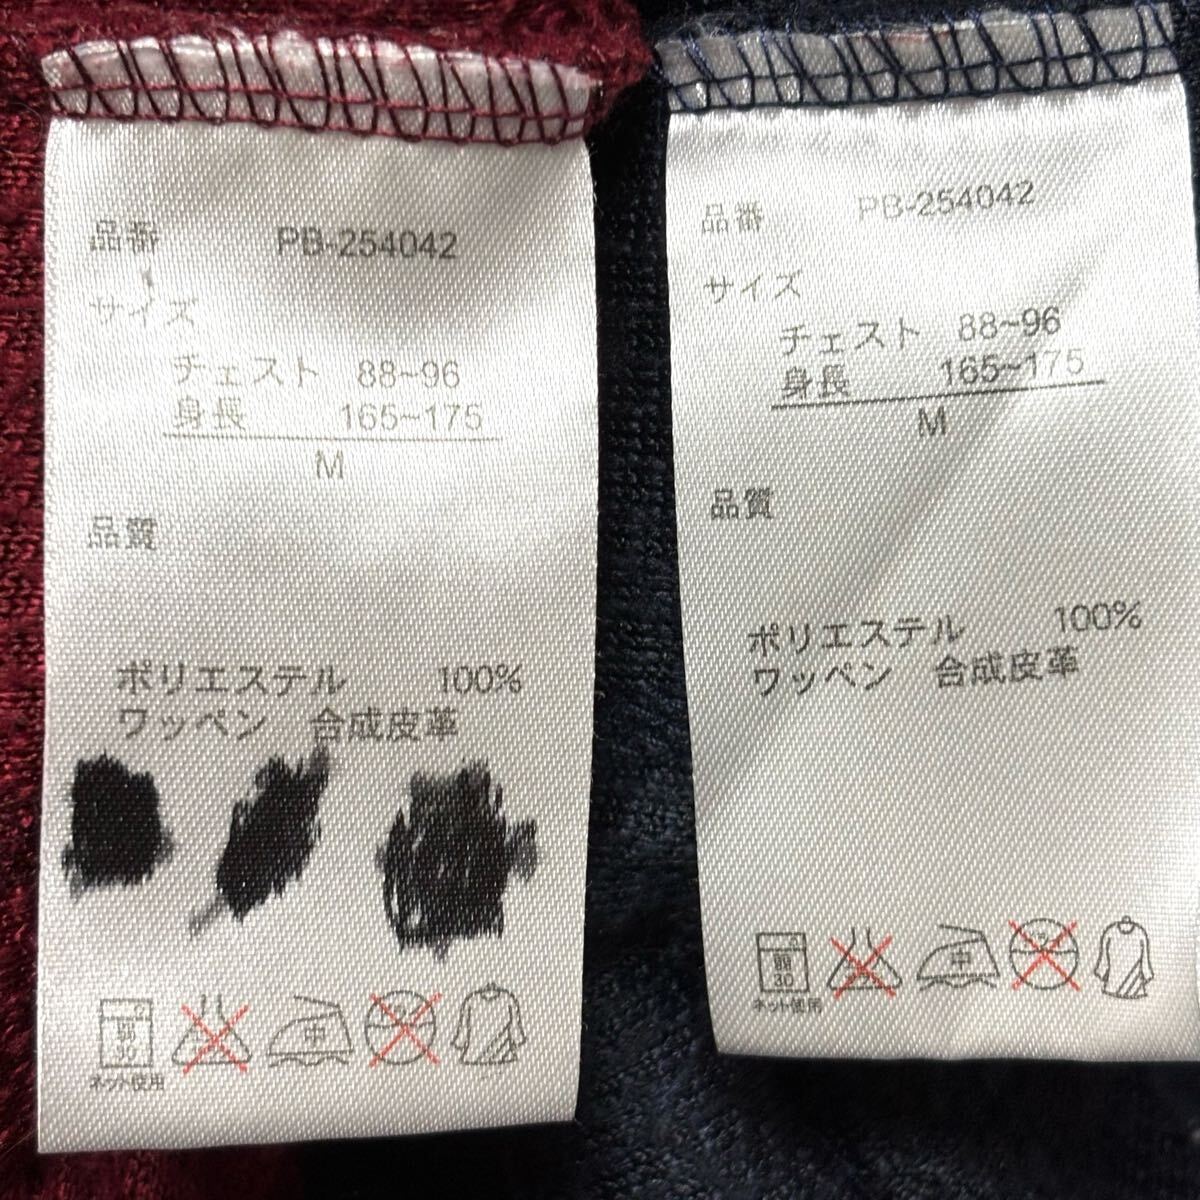 品番 PB-254042
サイズ
チェスト 88~96
身長 165~175
M
品質
ポリエステル 100%
ワッペン 合成皮革
30
中
ネット使用
品番 PB-254042
サイズ
チェスト 88~96
身長 165~175
M
品質
ポリエステル 100%
ワッペン 合成皮革
弱
30
中
ネット使用